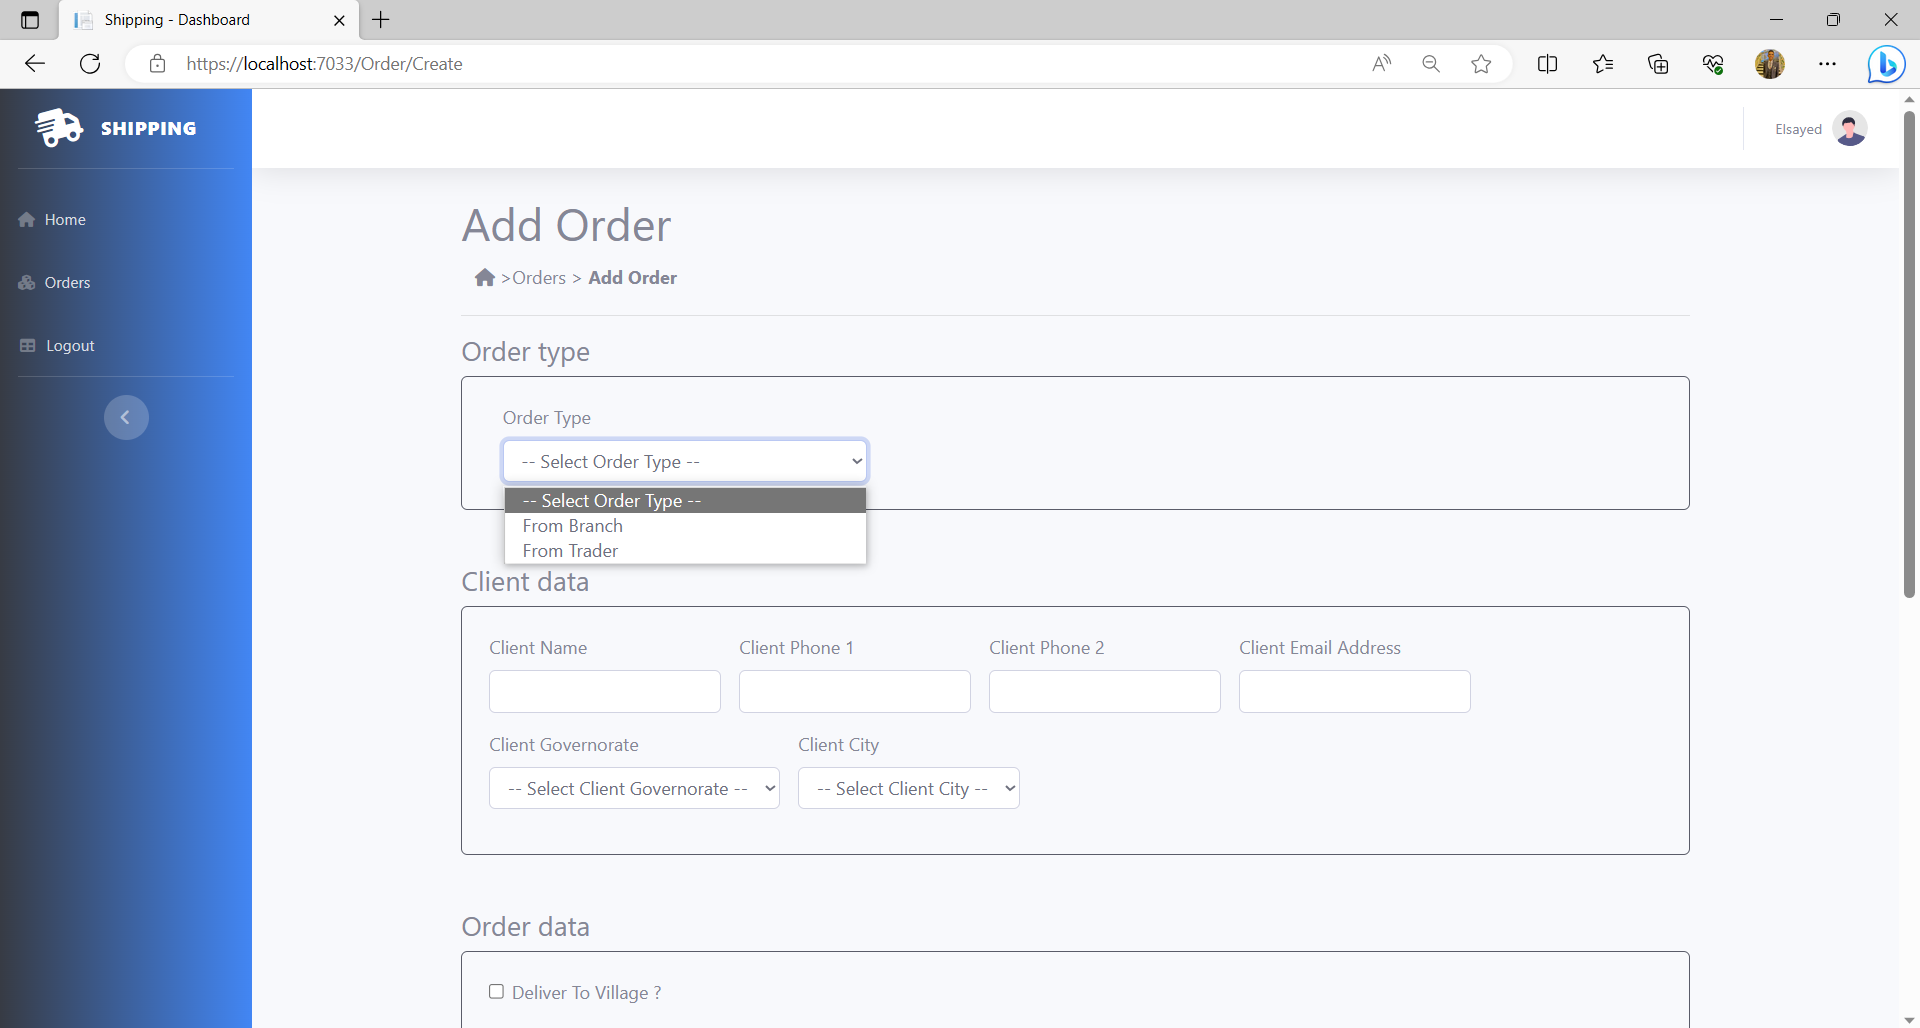 Shipping - Dashboard
https://localhost:7033/Order/Create
SHIPPING
Elsayed
Home
Orders
Logout
Add Order
>Orders > Add Order
Order type
Order Type
-- Select Order Type --
-- Select Order Type --
From Branch
From Trader
Client data
Client Name Client Phone 1 Client Phone 2 Client Email Address
Client Governorate Client City
-- Select Client Governorate -- -- Select Client City --
Order data
Deliver To Village ?